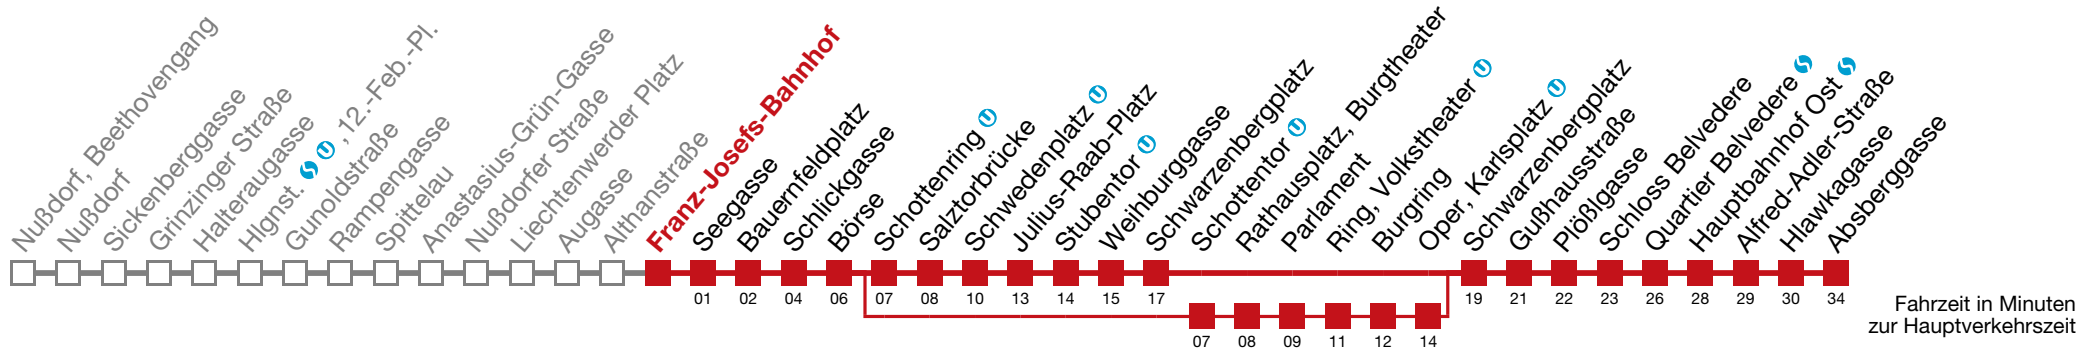 Nußdorf, Beethovengang
Nußdorf
Sickenberggasse
Grinzinger Straße
Halteraugasse
Hlgnst. S U , 12.-Feb.-Pl.
Gunoldstraße
Rampengasse
Spittelau
Anastasius-Grün-Gasse
Nußdorfer Straße
Liechtenwerder Platz
Augasse
Althanstraße
Franz-Josefs-Bahnhof
Seegasse
Bauernfeldplatz
Schlickgasse
Börse
Schottenring U
Salztorbrücke
Schwedenplatz U
Julius-Raab-Platz
Stubentor U
Weihburggasse
Schwarzenbergplatz
Schottentor U
Rathausplatz, Burgtheater
Parlament
Ring, Volkstheater U
Burgring
Oper, Karlsplatz U
Schwarzenbergplatz
Gußhausstraße
Plößlgasse
Schloss Belvedere
Quartier Belvedere S
Hauptbahnhof Ost S
Alfred-Adler-Straße
Hlawkagasse
Absberggasse
01 02 04 06 07 08 10 13 14 15 17 19 21 22 23 26 28 29 30 34
07 08 09 11 12 14
Fahrzeit in Minuten
zur Hauptverkehrszeit